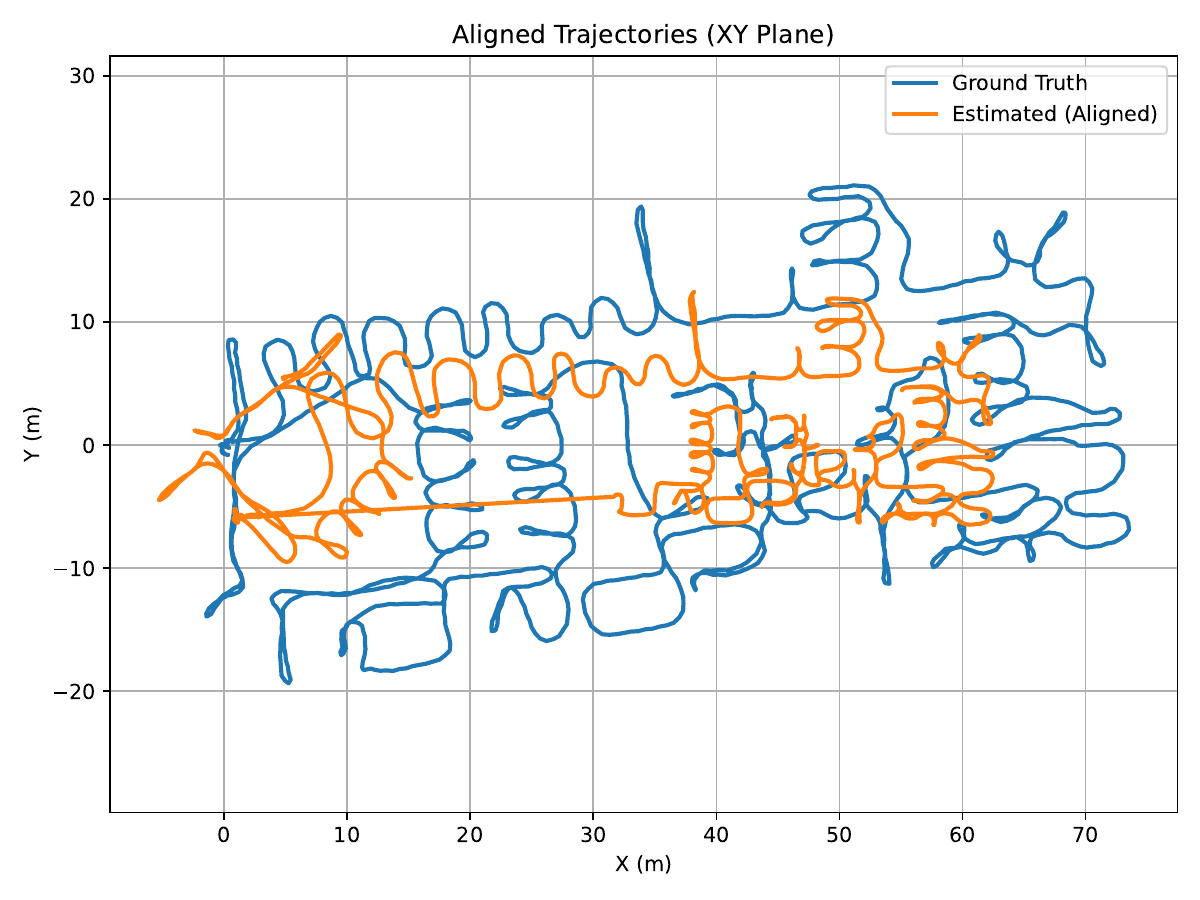 Aligned Trajectories (XY Plane)
Ground Truth
Estimated (Aligned)
30
20
10
0
−10
−20
Y (m)
0 10 20 30 40 50 60 70
X (m)